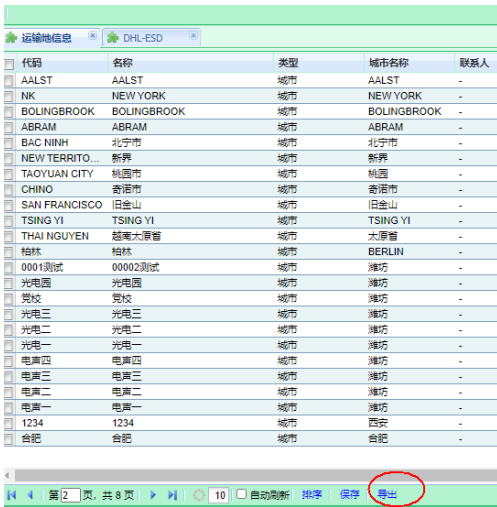 运输地信息 DHL-ESD
代码 名称 类型 城市名称 联系人
AALST AALST 城市 AALST -
NK NEW YORK 城市 NEW YORK -
BOLINGBROOK BOLINGBROOK 城市 BOLINGBROOK -
ABRAM ABRAM 城市 ABRAM -
BAC NINH 北宁市 城市 北宁市 -
NEW TERRITO... 新界 城市 新界 -
TAOYUAN CITY 桃园市 城市 桃园 -
CHINO 奇诺市 城市 奇诺市 -
SAN FRANCISCO 旧金山 城市 旧金山 -
TSING YI TSING YI 城市 TSING YI -
THAI NGUYEN 越南太原省 城市 太原省 -
柏林 柏林 城市 BERLIN -
0001测试 00002测试 城市 潍坊 -
光电园 光电园 城市 潍坊 -
党校 党校 城市 潍坊 -
光电三 光电三 城市 潍坊 -
光电二 光电二 城市 潍坊 -
光电一 光电一 城市 潍坊 -
电声四 电声四 城市 潍坊 -
电声三 电声三 城市 潍坊 -
电声二 电声二 城市 潍坊 -
电声一 电声一 城市 潍坊 -
1234 1234 城市 西安 -
合肥 合肥 城市 合肥 -
第 2 页, 共 8 页 10 自动刷新 排序 保存 导出